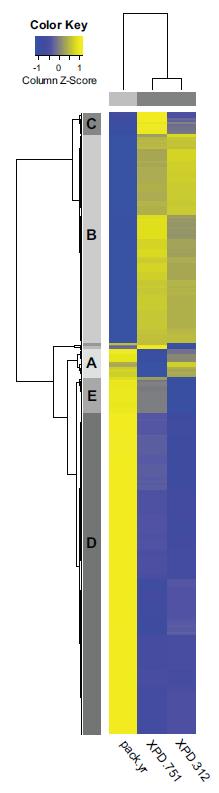 Color Key
-1 0 1
Column Z-Score
C
B
A
E
D
pack.yr
XPD.751
XPD.312